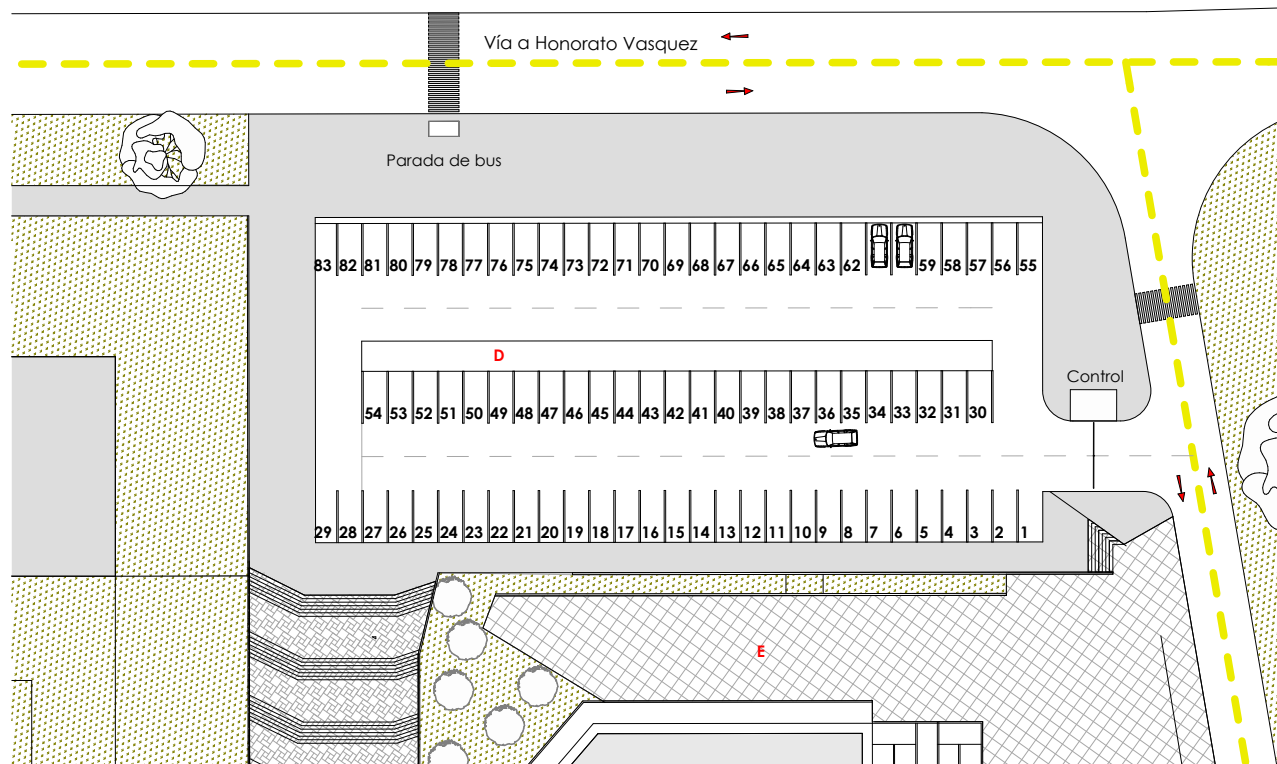 Vía a Honorato Vasquez
Parada de bus
83 82 81 80 79 78 77 76 75 74 73 72 71 70 69 68 67 66 65 64 63 62 59 58 57 56 55
D
Control
54 53 52 51 50 49 48 47 46 45 44 43 42 41 40 39 38 37 36 35 34 33 32 31 30
29 28 27 26 25 24 23 22 21 20 19 18 17 16 15 14 13 12 11 10 9 8 7 6 5 4 3 2 1
E